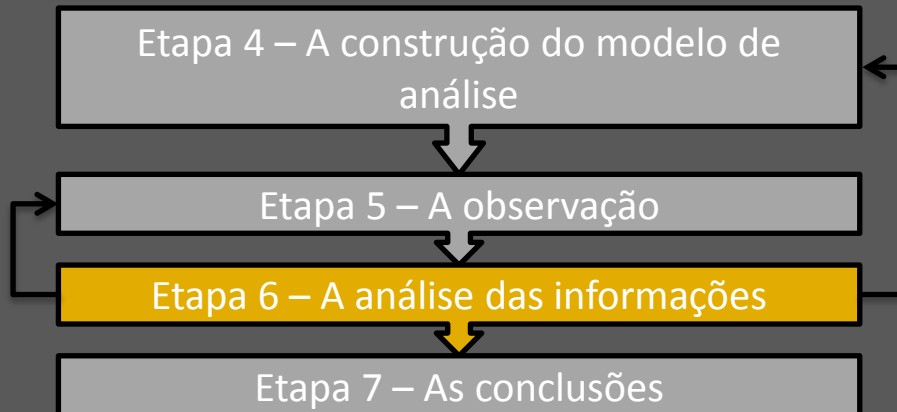 Etapa 4 – A construção do modelo de
análise
Etapa 5 – A observação
Etapa 6 – A análise das informações
Etapa 7 – As conclusões